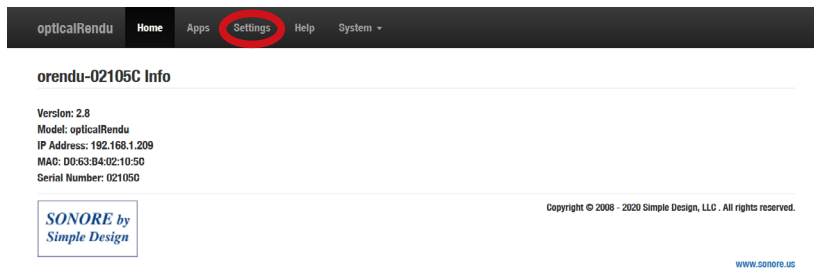 opticalRendu Home Apps Settings Help System
orendu-02105C Info
Version: 2.8
Model: opticalRendu
IP Address: 192.168.1.209
MAC: D0:63:B4:02:10:5C
Serial Number: 02105C
SONORE by
Simple Design
Copyright © 2008 - 2020 Simple Design, LLC . All rights reserved.
www.sonore.us